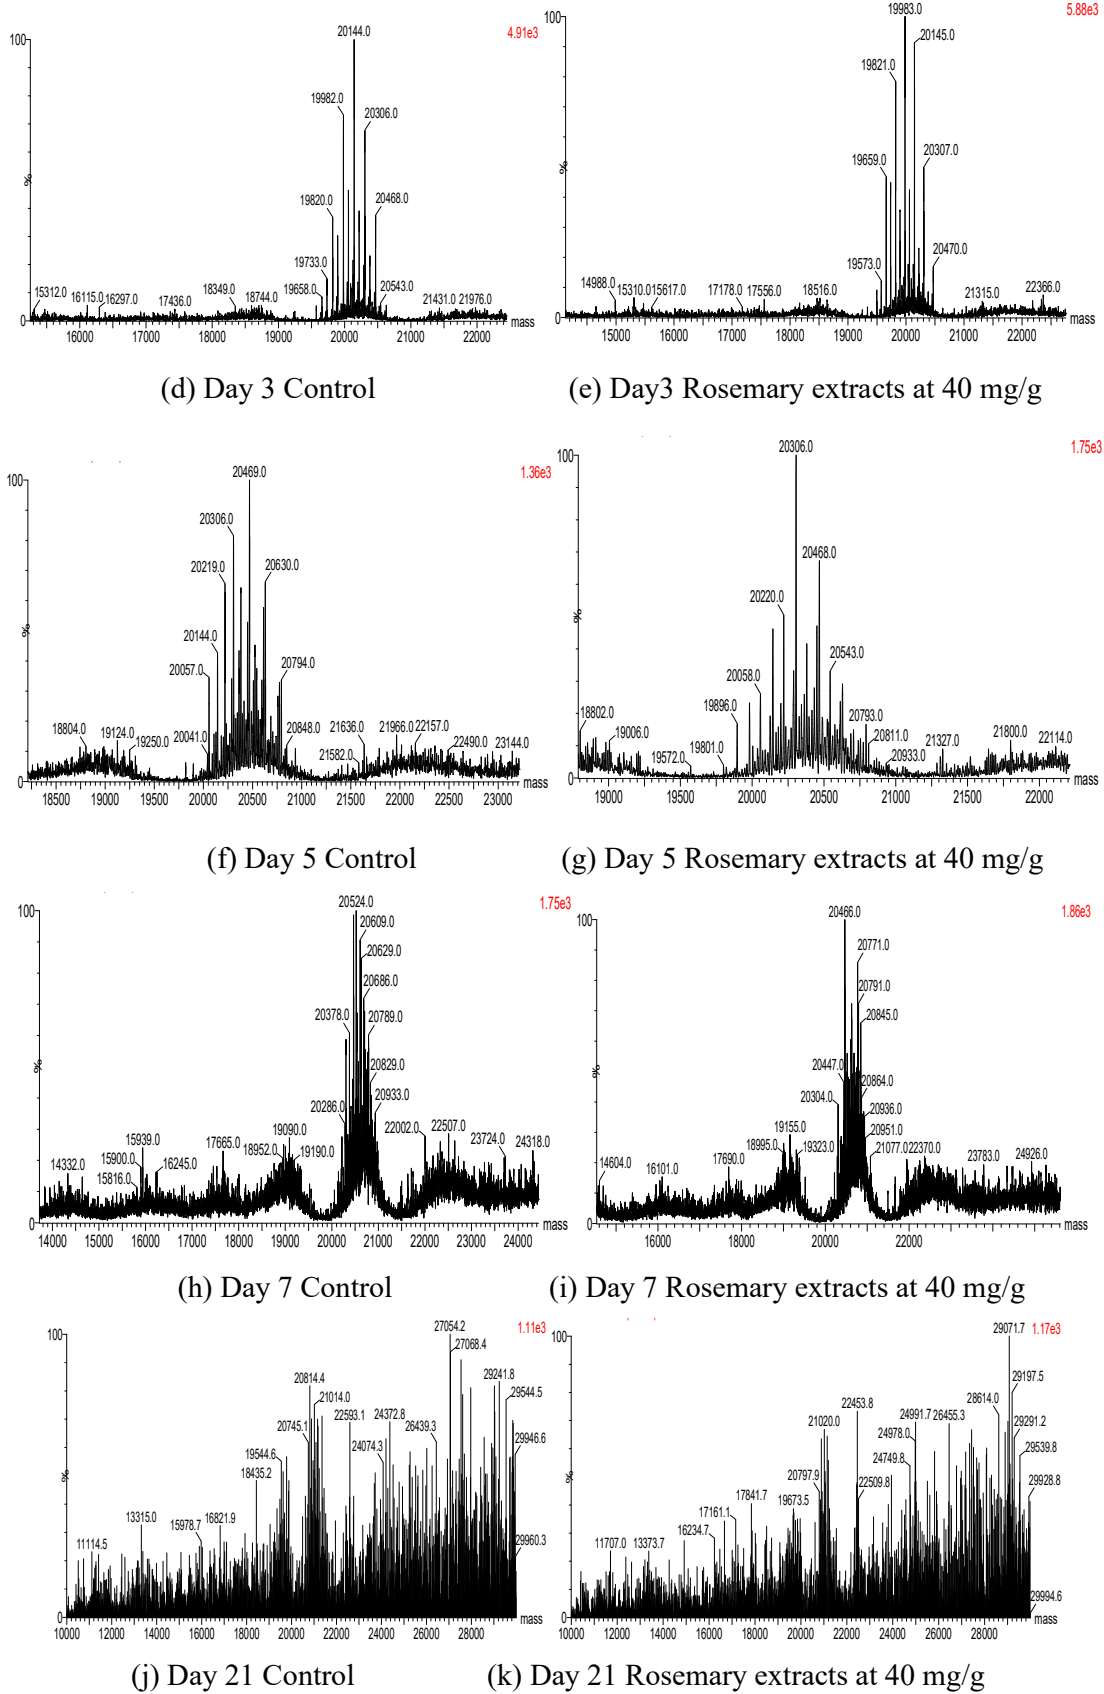 19983.0
5.88e3
4.91e3
20144.0
20145.0
100
100
19821.0
19982.0
20306.0
19659.0
20307.0
%
%
19820.0
20468.0
19733.0
19573.0
20470.0
15312.0 16115.0 16297.0 17436.0 18349.0 18744.0 19658.0 20543.0 21431.0 21976.0
14988.0 15310.0 15617.0 17178.0 17556.0 18516.0 21315.0 22366.0
0
0
mass
mass
16000 17000 18000 19000 20000 21000 22000
15000 16000 17000 18000 19000 20000 21000 22000
(d) Day 3 Control
(e) Day3 Rosemary extracts at 40 mg/g
20469.0
1.36e3
20306.0
1.75e3
100
100
20306.0
20219.0
20630.0
20468.0
20220.0
%
%
20144.0
20057.0
20794.0
20058.0
20543.0
19896.0
20793.0
18804.0 19124.0 19250.0 20041.0 20848.0 21582.0 21636.0 21966.0 22157.0 22490.0 23144.0
18802.0 19006.0 19572.0 19801.0 20811.0 20933.0 21327.0 21800.0 22114.0
0
0
mass
mass
18500 19000 19500 20000 20500 21000 21500 22000 22500 23000
19000 19500 20000 20500 21000 21500 22000
(f) Day 5 Control
(g) Day 5 Rosemary extracts at 40 mg/g
20524.0
1.75e3
20466.0
1.86e3
100
100
20609.0
20629.0
20686.0
20378.0
20789.0
20829.0
20286.0
20933.0
20771.0
20791.0
20845.0
20447.0
20864.0
20304.0
20936.0
20951.0
%
%
14332.0 15816.0 15900.0 15939.0 16245.0 17665.0 18952.0 19090.0 19190.0 22002.0 22507.0 23724.0 24318.0
14604.0 16101.0 17690.0 18995.0 19155.0 19323.0 21077.0 22370.0 23783.0 24926.0
0
0
mass
mass
14000 15000 16000 17000 18000 19000 20000 21000 22000 23000 24000
16000 18000 20000 22000
(h) Day 7 Control
(i) Day 7 Rosemary extracts at 40 mg/g
27054.2
1.11e3
29071.7
1.17e3
100
100
27068.4
20814.4
29241.8
21014.0
29544.5
20745.1
22593.1
24372.8
26439.3
24074.3
29946.6
19544.6
18435.2
29197.5
28614.0
22453.8
24991.7
26455.3
21020.0
24978.0
29291.2
24749.8
29539.8
20797.9
22509.8
29928.8
%
%
11114.5 13315.0 15978.7 16821.9 29960.3
11707.0 13373.7 16234.7 17161.1 17841.7 19673.5 29994.6
0
0
mass
mass
10000 12000 14000 16000 18000 20000 22000 24000 26000 28000
10000 12000 14000 16000 18000 20000 22000 24000 26000 28000
(j) Day 21 Control
(k) Day 21 Rosemary extracts at 40 mg/g